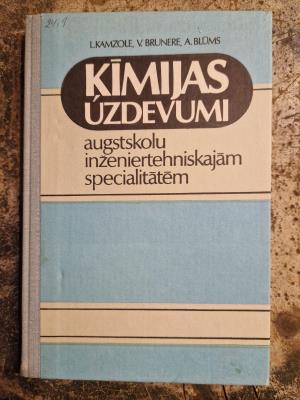 L.KAMZOLE, V. BRUNERE, A. BLŪMS
ĶĪMIJAS
UZDEVUMI
augstskolu
inženiertehniskajām
specialitātēm